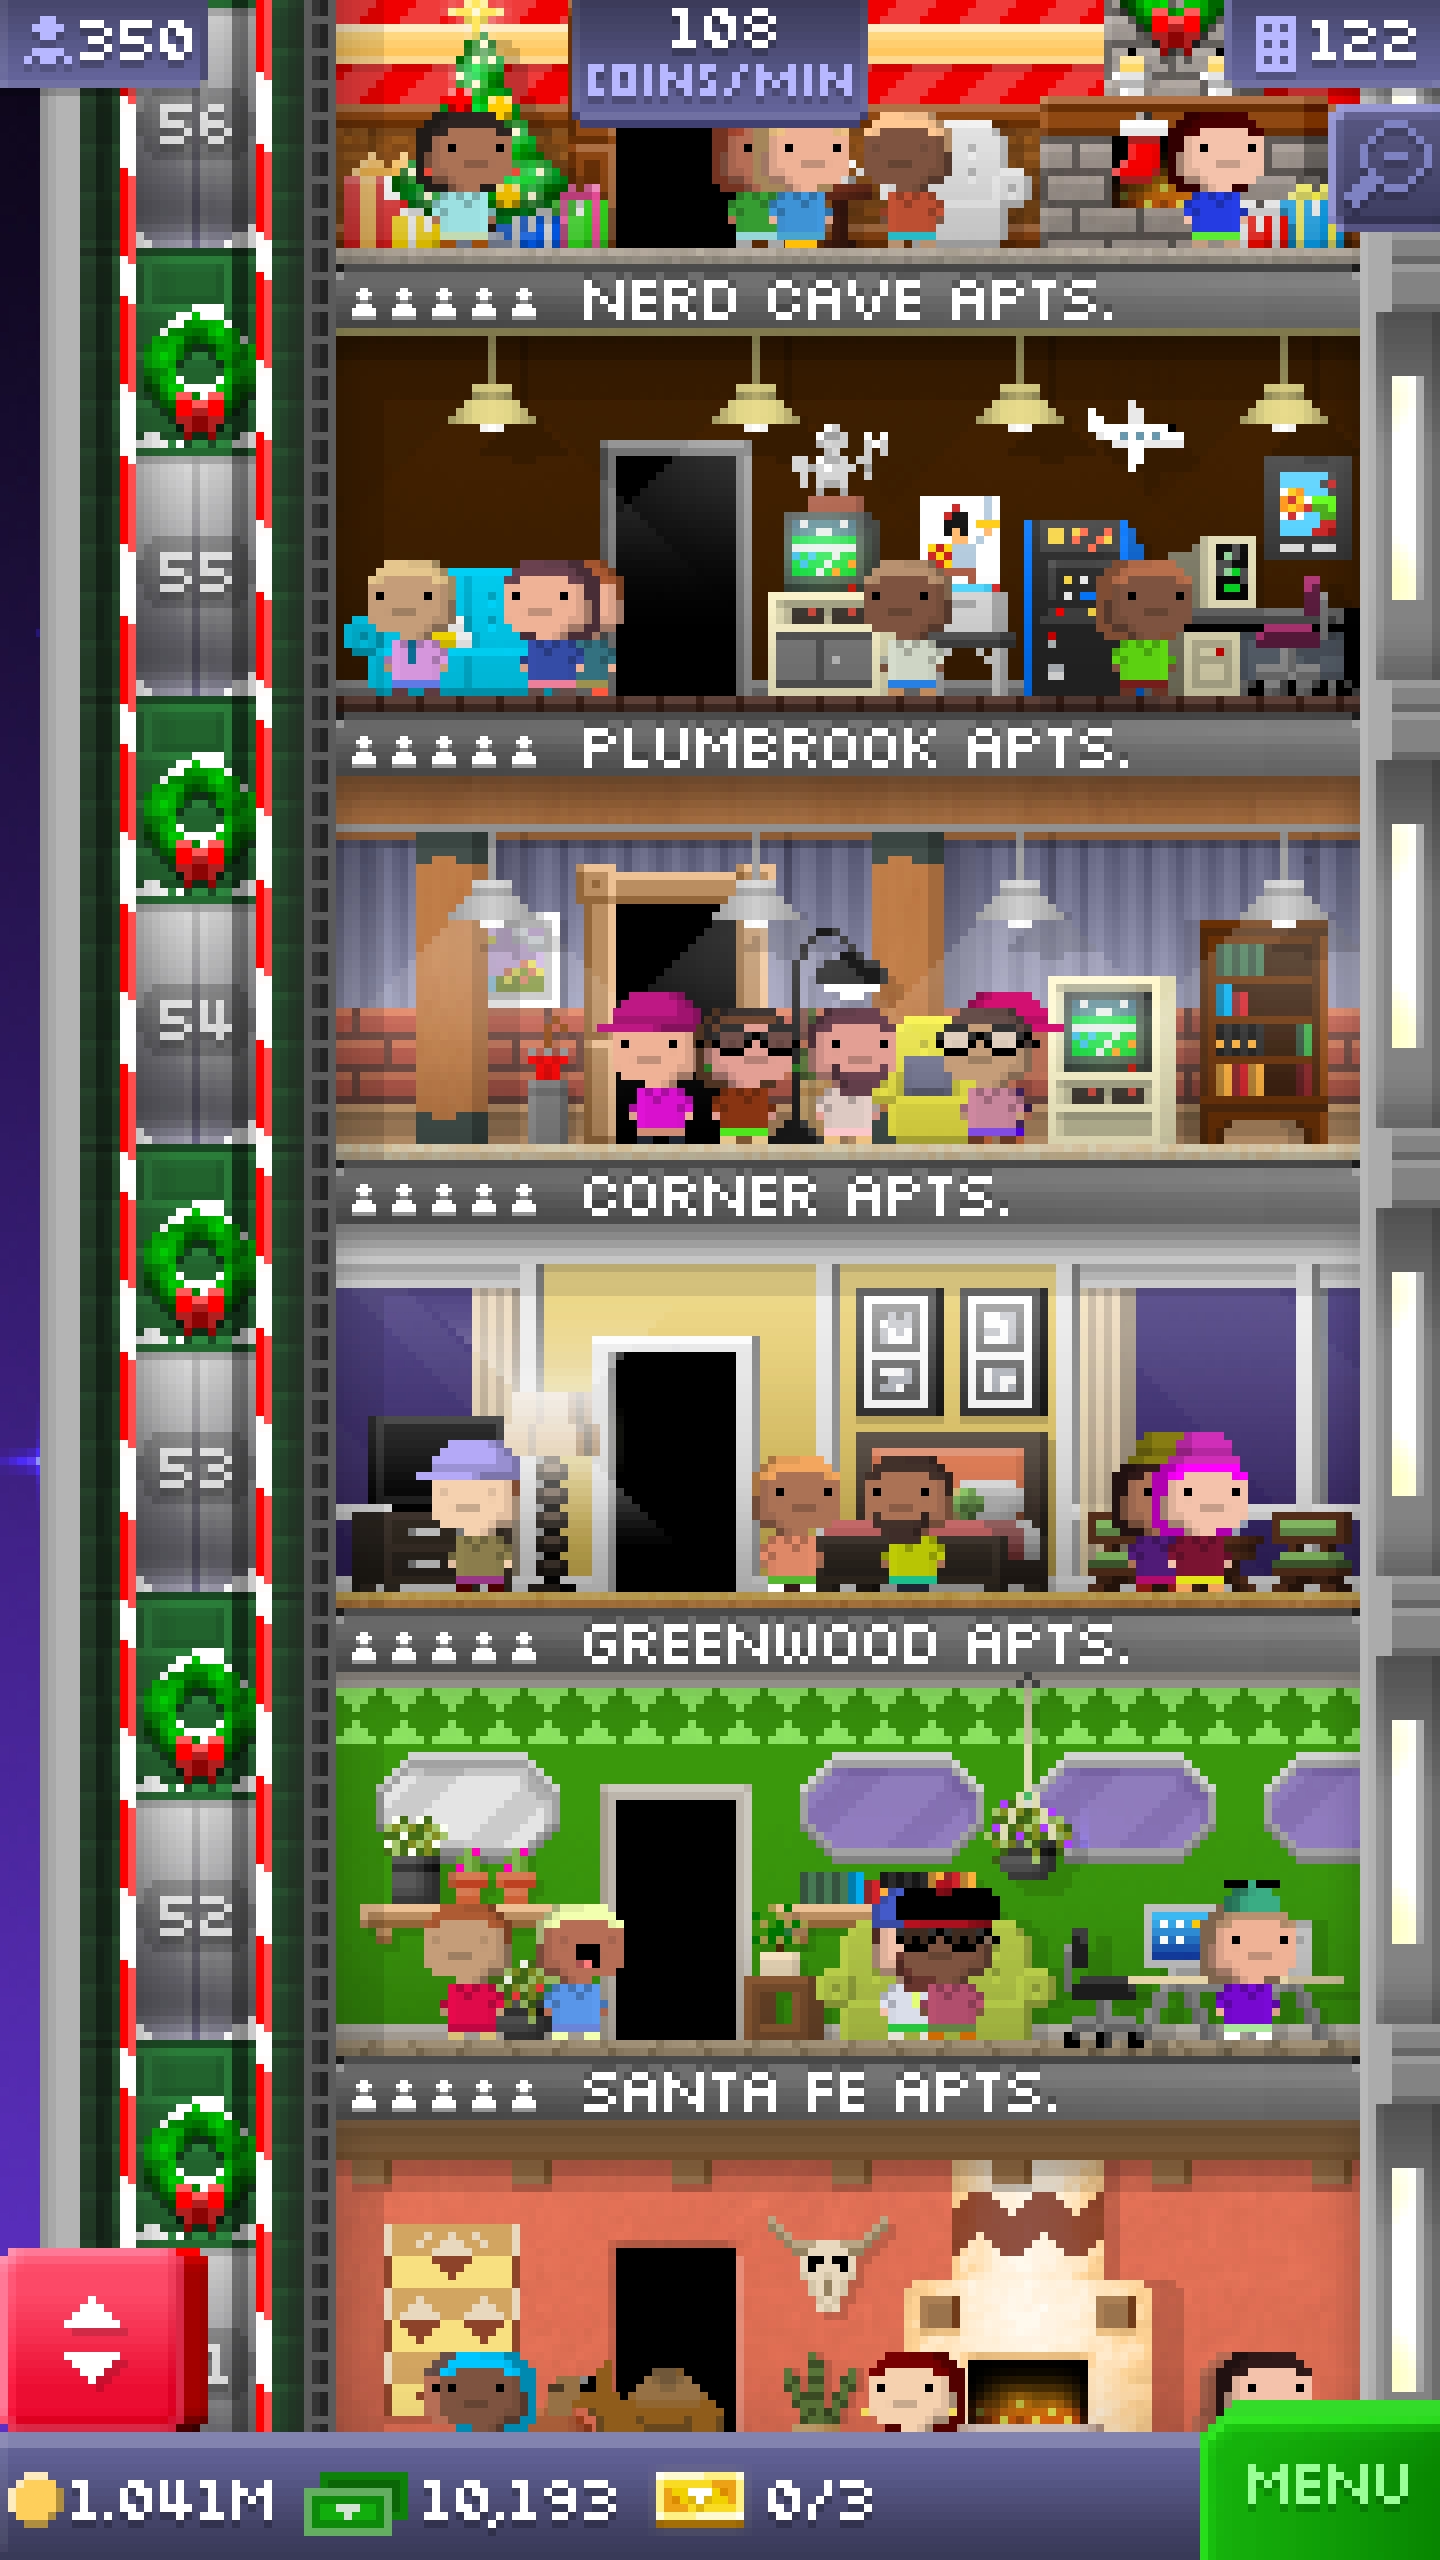 350
108
COINS/MIN
122
56
NERD CAVE APTS.
55
PLUMBROOK APTS.
54
CORNER APTS.
53
GREENWOOD APTS.
52
SANTA FE APTS.
1
1.041M
10,193
0/3
MENU